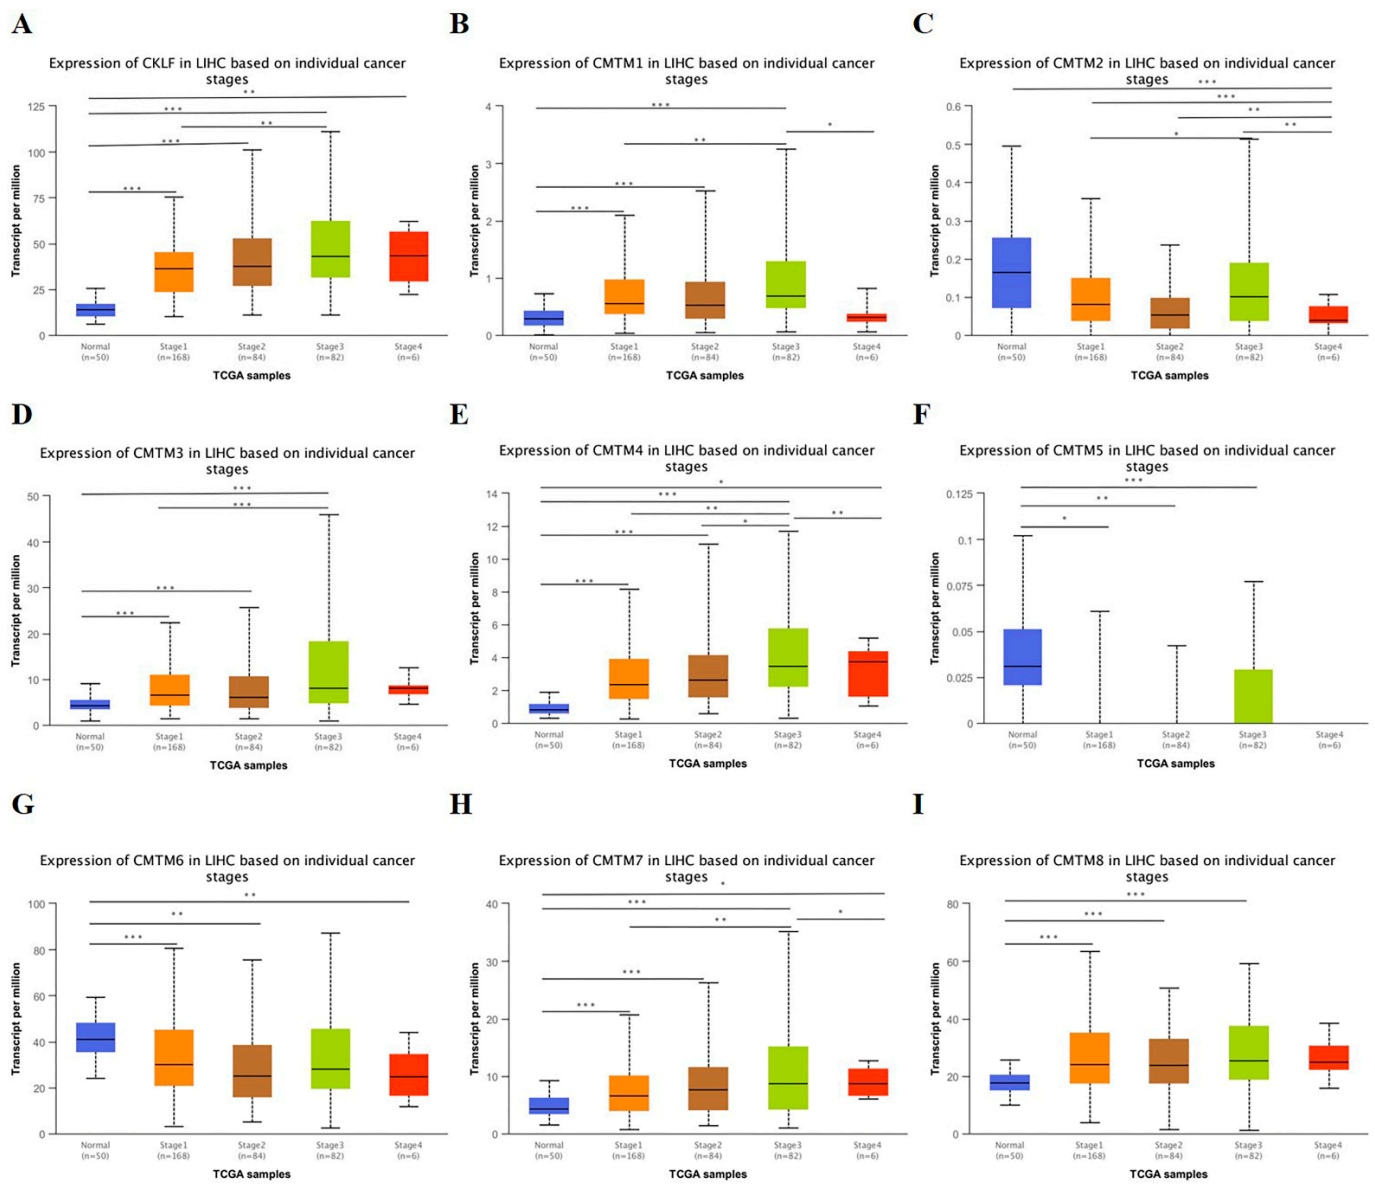 A
Expression of CKLF in LIHC based on individual cancer
stages
Transcript per million
125
100
75
50
25
0
**
***
**
***
***
Normal Stage1 Stage2 Stage3 Stage4
(n=50) (n=168) (n=84) (n=82) (n=6)
TCGA samples
B
Expression of CMTM1 in LIHC based on individual cancer
stages
Transcript per million
4
3
2
1
0
***
*
**
***
***
Normal Stage1 Stage2 Stage3 Stage4
(n=50) (n=168) (n=84) (n=82) (n=6)
TCGA samples
C
Expression of CMTM2 in LIHC based on individual cancer
stages
Transcript per million
0.6
0.5
0.4
0.3
0.2
0.1
0
***
***
**
**
*
Normal Stage1 Stage2 Stage3 Stage4
(n=50) (n=168) (n=84) (n=82) (n=6)
TCGA samples
D
Expression of CMTM3 in LIHC based on individual cancer
stages
Transcript per million
50
40
30
20
10
0
***
***
***
***
Normal Stage1 Stage2 Stage3 Stage4
(n=50) (n=168) (n=84) (n=82) (n=6)
TCGA samples
E
Expression of CMTM4 in LIHC based on individual cancer
stages
Transcript per million
14
12
10
8
6
4
2
0
*
***
**
**
*
***
***
Normal Stage1 Stage2 Stage3 Stage4
(n=50) (n=168) (n=84) (n=82) (n=6)
TCGA samples
F
Expression of CMTM5 in LIHC based on individual cancer
stages
Transcript per million
0.125
0.1
0.075
0.05
0.025
0
***
**
*
Normal Stage1 Stage2 Stage3 Stage4
(n=50) (n=168) (n=84) (n=82) (n=6)
TCGA samples
G
Expression of CMTM6 in LIHC based on individual cancer
stages
Transcript per million
100
80
60
40
20
0
**
**
***
Normal Stage1 Stage2 Stage3 Stage4
(n=50) (n=168) (n=84) (n=82) (n=6)
TCGA samples
H
Expression of CMTM7 in LIHC based on individual cancer
stages
Transcript per million
40
30
20
10
0
*
***
*
**
***
***
Normal Stage1 Stage2 Stage3 Stage4
(n=50) (n=168) (n=84) (n=82) (n=6)
TCGA samples
I
Expression of CMTM8 in LIHC based on individual cancer
stages
Transcript per million
80
60
40
20
0
***
***
***
Normal Stage1 Stage2 Stage3 Stage4
(n=50) (n=168) (n=84) (n=82) (n=6)
TCGA samples